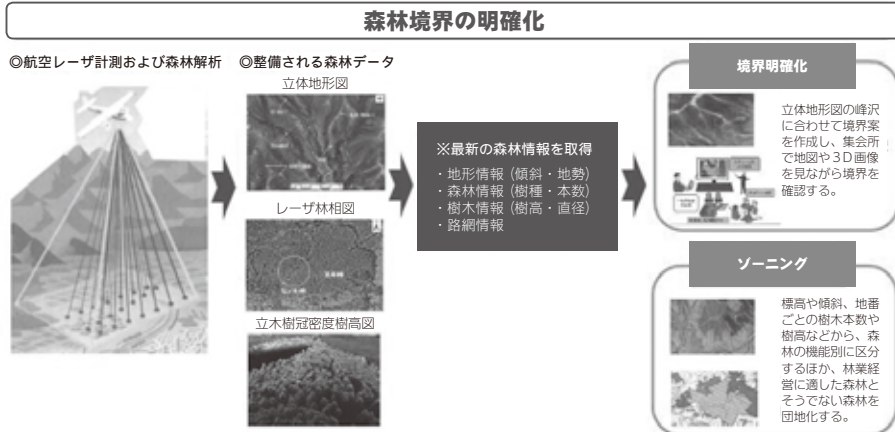 森林境界の明確化
◎航空レーザ計測および森林解析
◎整備される森林データ
立体地形図
レーザ林相図
立木樹冠密度樹高図
※最新の森林情報を取得
・地形情報（傾斜・地勢）
・森林情報（樹種・本数）
・樹木情報（樹高・直径）
・路網情報
境界明確化
立体地形図の峰沢
に合わせて境界案
を作成し、集会所
で地図や３Ｄ画像
を見ながら境界を
確認する。
ゾーニング
標高や傾斜、地番
ごとの樹木本数や
樹高などから、森
林の機能別に区分
するほか、林業経
営に適した森林と
そうでない森林を
団地化する。